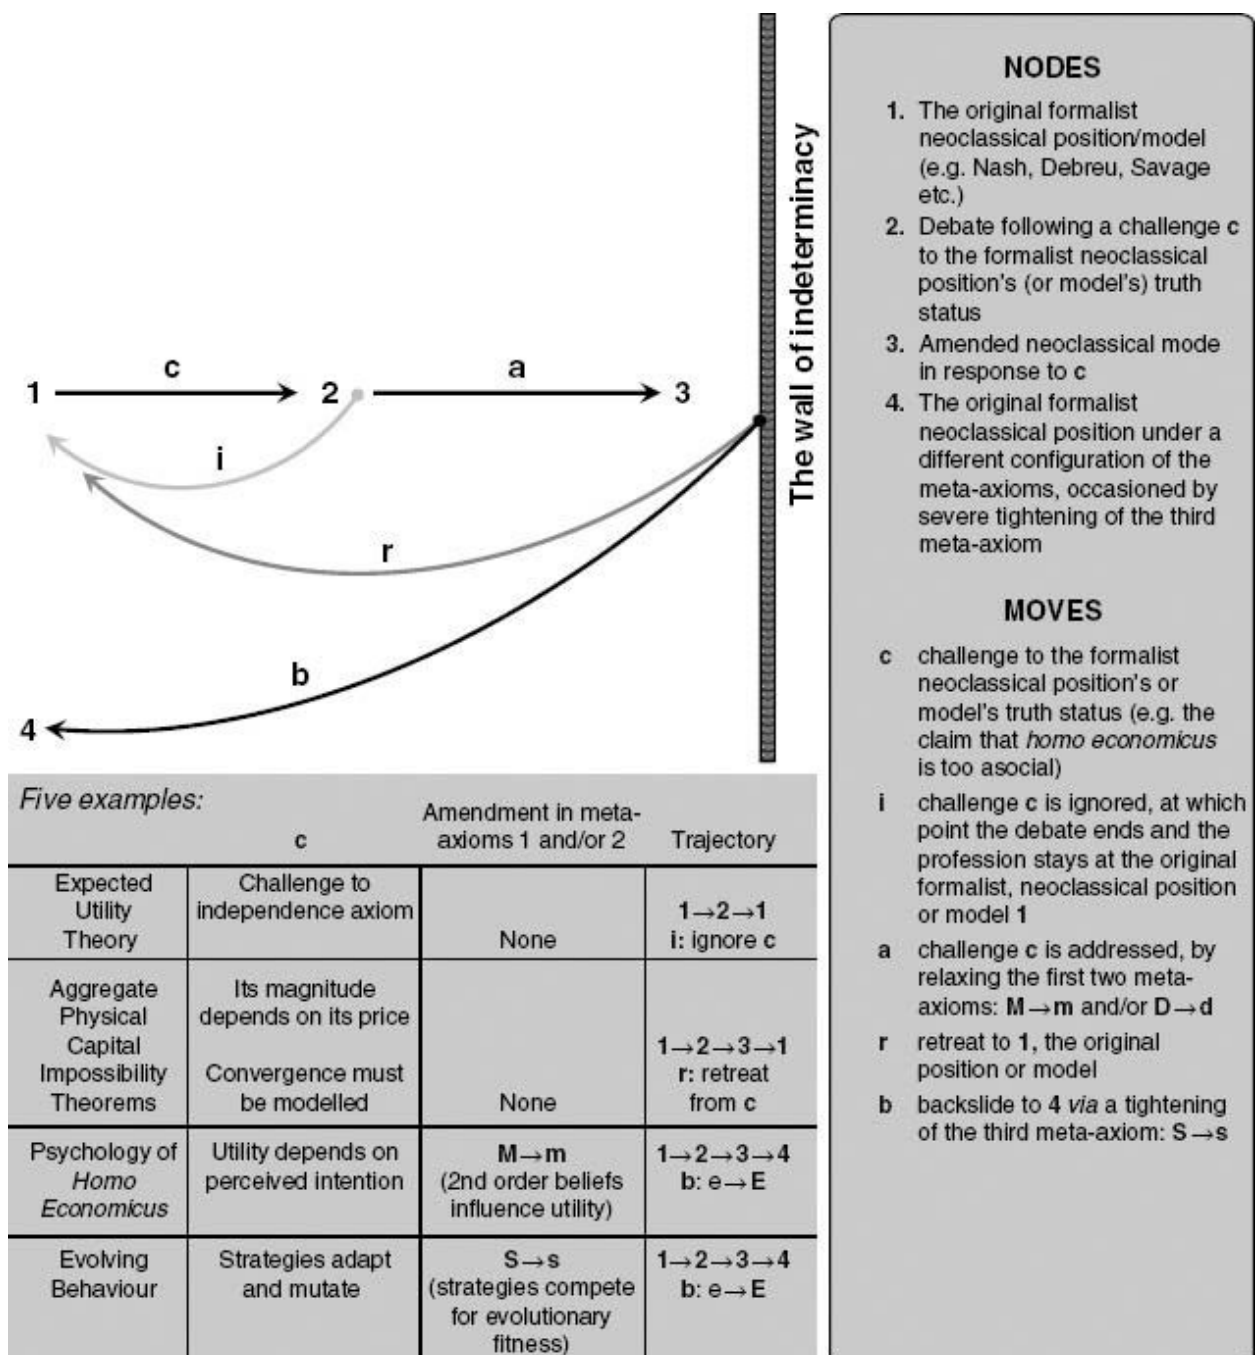 The wall of indeterminacy
1
c
2
a
3
i
r
b
4
NODES
1. The original formalist
neoclassical position/model
(e.g. Nash, Debreu, Savage
etc.)
2. Debate following a challenge c
to the formalist neoclassical
position's (or model's) truth
status
3. Amended neoclassical mode
in response to c
4. The original formalist
neoclassical position under a
different configuration of the
meta-axioms, occasioned by
severe tightening of the third
meta-axiom
MOVES
c challenge to the formalist
neoclassical position's or
model's truth status (e.g. the
claim that homo economicus
is too asocial)
i challenge c is ignored, at which
point the debate ends and the
profession stays at the original
formalist, neoclassical position
or model 1
a challenge c is addressed, by
relaxing the first two meta-
axioms: M→m and/or D→d
r retreat to 1, the original
position or model
b backslide to 4 via a tightening
of the third meta-axiom: S→s
Five examples:
c
Amendment in meta-
axioms 1 and/or 2
Trajectory
Expected
Utility
Theory
Challenge to
independence axiom
None
1→2→1
i: ignore c
Aggregate
Physical
Capital
Impossibility
Theorems
Its magnitude
depends on its price
Convergence must
be modelled
None
1→2→3→1
r: retreat
from c
Psychology of
Homo
Economicus
Utility depends on
perceived intention
M→m
(2nd order beliefs
influence utility)
1→2→3→4
b: e→E
Evolving
Behaviour
Strategies adapt
and mutate
S→s
(strategies compete
for evolutionary
fitness)
1→2→3→4
b: e→E